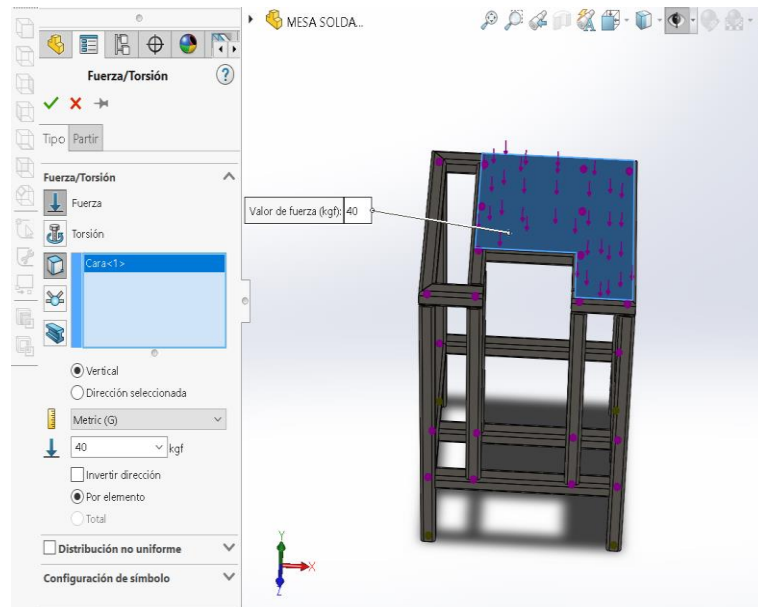 MESA SOLDA...
Fuerza/Torsión
?
Tipo Partir
Fuerza/Torsión
Fuerza
Torsión
Cara<1>
Vertical
Dirección seleccionada
Metric (G)
40 kgf
Invertir dirección
Por elemento
Total
Distribución no uniforme
Configuración de símbolo
Valor de fuerza (kgf): 40
Y
X
Z